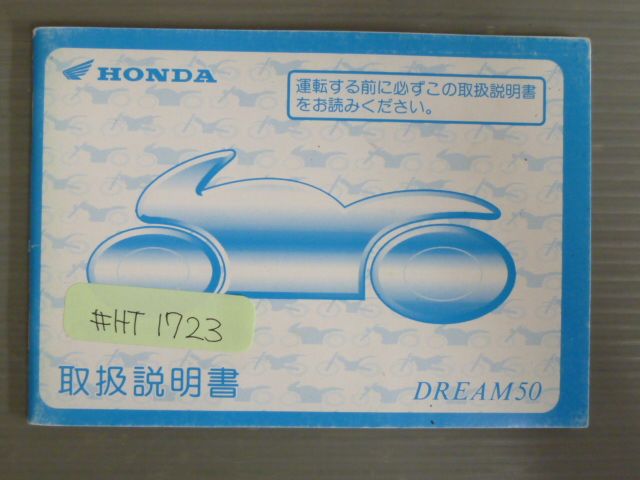 HONDA
運転する前に必ずこの取扱説明書
をお読みください。
#HT 1723
取扱説明書
DREAM50